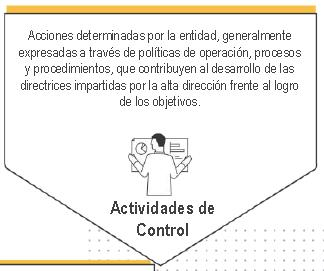 Acciones determinadas por la entidad, generalmente
expresadas a través de políticas de operación, procesos
y procedimientos, que contribuyen al desarrollo de las
directrices impartidas por la alta dirección frente al logro
de los objetivos.
Actividades de
Control